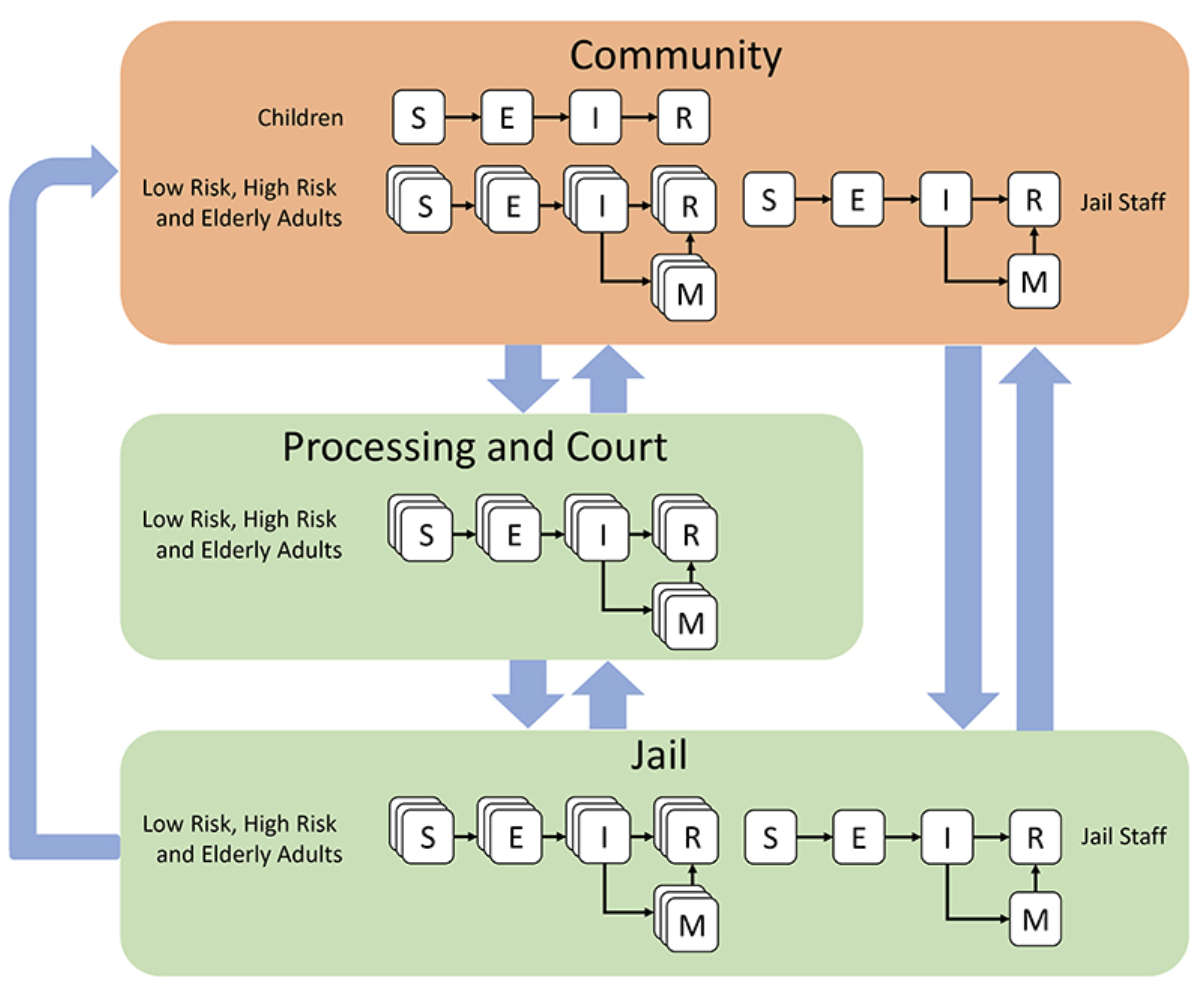 Community
Children
S E I R
Low Risk, High Risk
and Elderly Adults
S E I R
M
S E I R
Jail Staff
M
Processing and Court
Low Risk, High Risk
and Elderly Adults
S E I R
M
Jail
Low Risk, High Risk
and Elderly Adults
S E I R
M
S E I R
Jail Staff
M